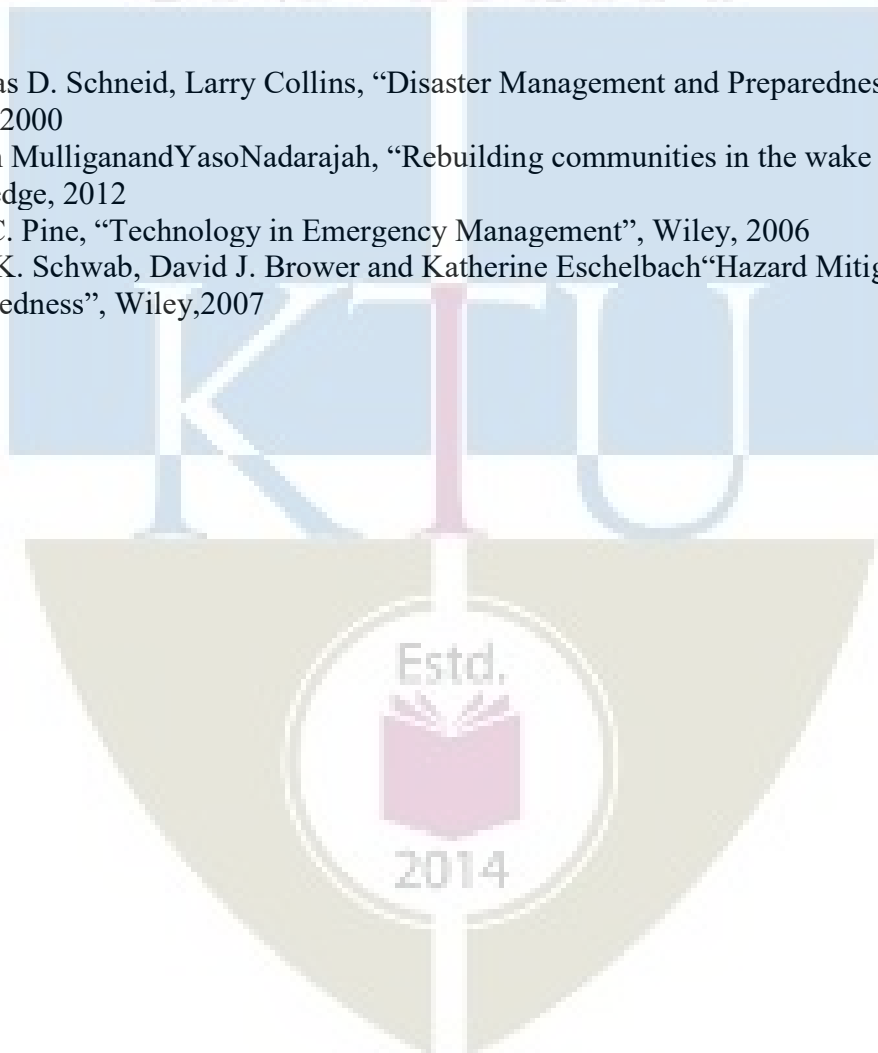 as D. Schneid, Larry Collins, “Disaster Management and Preparednes
2000
MulliganandYasoNadarajah, “Rebuilding communities in the wake
edge, 2012
C. Pine, “Technology in Emergency Management”, Wiley, 2006
K. Schwab, David J. Brower and Katherine Eschelbach“Hazard Mitig
edness”, Wiley,2007
KTU
Estd.
2014